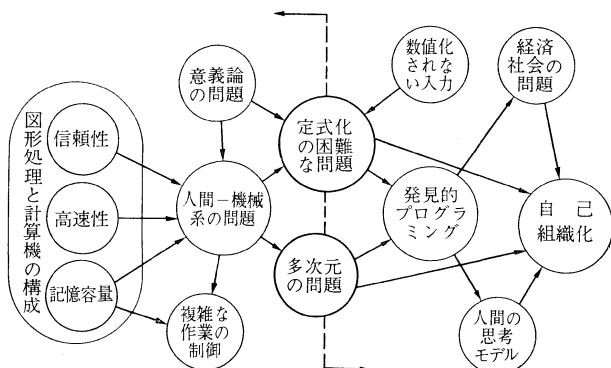 図形処理と計算機の構成
信頼性
高速性
記憶容量
意義論
の問題
人間－機械
系の問題
複雑な
作業の
制御
定式化
の困難
な問題
多次元
の問題
数値化
されな
い入力
発見的
プログラ
ミング
経済
社会の
問題
自己
組織化
人間の
思考
モデル